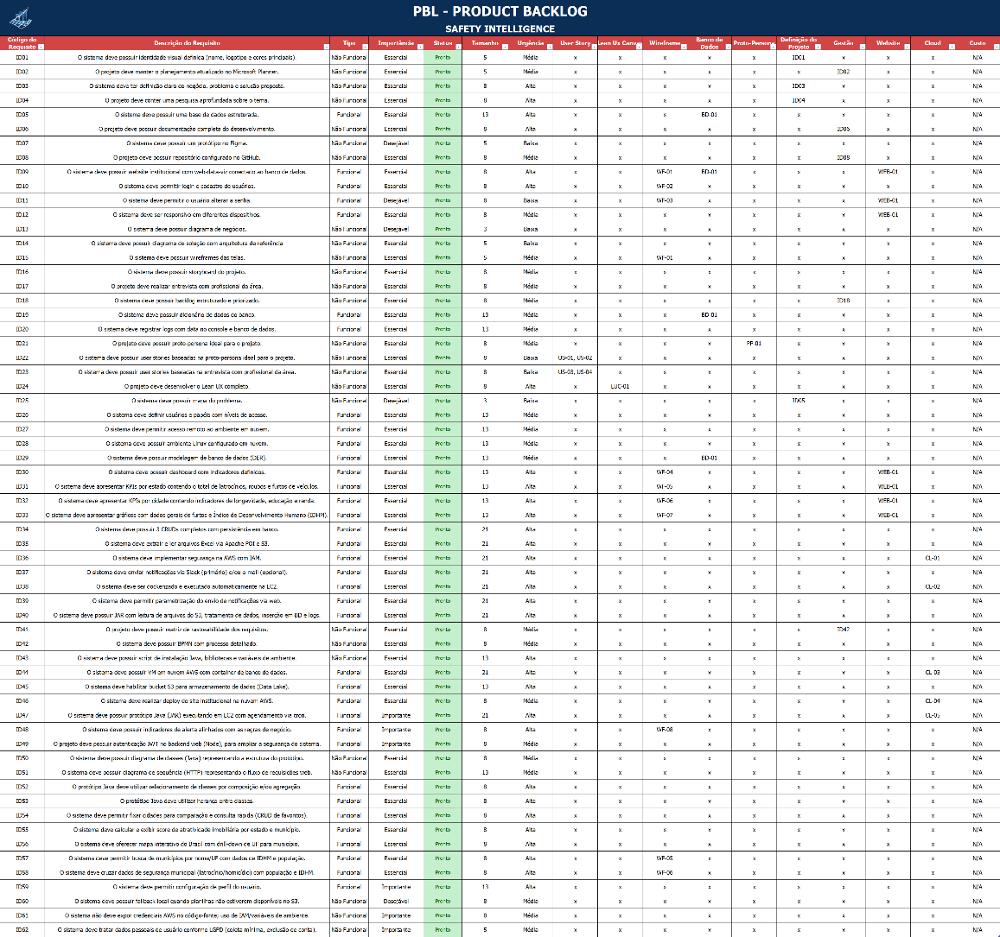 PBL - PRODUCT BACKLOG
SAFETY INTELLIGENCE
Código do Requisito Descrição do Requisito Tipo Importância Status Tamanho Urgência User Story Lean Ux Canvas Wireframe Banco de Dados Proto-Persona Definição do Projeto Gestão Website Cloud Custo
ID01 O sistema deve possuir identidade visual definida (nome, logotipo e cores principais). Não Funcional Essencial Pronto 5 Média x x x x x ID01 x x x N/A
ID02 O projeto deve manter o planejamento atualizado no Microsoft Planner. Não Funcional Essencial Pronto 5 Média x x x x x x ID02 x x N/A
ID03 O sistema deve ter definição clara do negócio, problema e solução proposta. Não Funcional Essencial Pronto 8 Alta x x x x x ID03 x x x N/A
ID04 O projeto deve conter uma pesquisa aprofundada sobre o tema. Não Funcional Essencial Pronto 8 Alta x x x x x ID04 x x x N/A
ID05 O sistema deve possuir uma base de dados estruturada. Funcional Essencial Pronto 13 Alta x x x BD-01 x x x x x N/A
ID06 O projeto deve possuir documentação completa do desenvolvimento. Não Funcional Essencial Pronto 8 Média x x x x x x ID06 x x N/A
ID07 O sistema deve possuir um protótipo no Figma. Não Funcional Desejável Pronto 5 Baixa x x x x x x x x x N/A
ID08 O projeto deve possuir repositório configurado no GitHub. Não Funcional Essencial Pronto 8 Média x x x x x x ID08 x x N/A
ID09 O sistema deve possuir website institucional com web-data-viz conectado ao banco de dados. Funcional Essencial Pronto 8 Alta x x WF-01 BD-01 x x x WEB-01 x N/A
ID10 O sistema deve permitir login e cadastro de usuários. Funcional Essencial Pronto 8 Alta x x WF-02 x x x x x x N/A
ID11 O sistema deve permitir o usuário alterar a senha. Funcional Desejável Pronto 8 Baixa x x WF-03 x x x x WEB-01 x N/A
ID12 O sistema deve ser responsivo em diferentes dispositivos. Funcional Essencial Pronto 8 Média x x x x x x x WEB-01 x N/A
ID13 O sistema deve possuir diagrama de negócios. Não Funcional Desejável Pronto 3 Baixa x x x x x x x x x N/A
ID14 O sistema deve possuir diagrama de solução com arquitetura de referência Não Funcional Essencial Pronto 5 Baixa x x x x x x x x x N/A
ID15 O sistema deve possuir wireframes das telas. Não Funcional Essencial Pronto 5 Média x x WF-01 x x x x x x N/A
ID16 O sistema deve possuir storyboard do projeto. Não Funcional Essencial Pronto 8 Média x x x x x x x x x N/A
ID17 O projeto deve realizar entrevista com profissional da área. Não Funcional Essencial Pronto 8 Média x x x x x x x x x N/A
ID18 O sistema deve possuir backlog estruturado e priorizado. Não Funcional Essencial Pronto 8 Média x x x x x x ID18 x x N/A
ID19 O sistema deve possuir dicionário de dados do banco. Funcional Essencial Pronto 13 Média x x x BD-01 x x x x x N/A
ID20 O sistema deve registrar logs com data no console e banco de dados. Funcional Essencial Pronto 13 Média x x x x x x x x x N/A
ID21 O projeto deve possuir proto-persona ideal para o projeto. Não Funcional Essencial Pronto 8 Média x x x x PP-01 x x x x N/A
ID22 O sistema deve possuir user stories baseadas na proto-persona ideal para o projeto. Não Funcional Essencial Pronto 8 Baixa US-01, US-02 x x x x x x x x N/A
ID23 O sistema deve possuir user stories baseadas na entrevista com profissional da área. Não Funcional Essencial Pronto 8 Baixa US-03, US-04 x x x x x x x x N/A
ID24 O projeto deve desenvolver o Lean UX completo. Não Funcional Essencial Pronto 8 Alta x LUC-01 x x x x x x x N/A
ID25 O sistema deve possuir mapa do problema. Não Funcional Desejável Pronto 3 Baixa x x x x x ID05 x x x N/A
ID26 O sistema deve definir usuários e papéis com níveis de acesso. Funcional Essencial Pronto 13 Média x x x x x x x x x N/A
ID27 O sistema deve permitir acesso remoto ao ambiente em nuvem. Funcional Essencial Pronto 13 Média x x x x x x x x x N/A
ID28 O sistema deve possuir ambiente Linux configurado em nuvem. Funcional Essencial Pronto 13 Média x x x x x x x x x N/A
ID29 O sistema deve possuir modelagem de banco de dados (DER). Funcional Essencial Pronto 13 Média x x x BD-01 x x x x x N/A
ID30 O sistema deve possuir dashboard com indicadores definidos. Funcional Essencial Pronto 13 Alta x x WF-04 x x x x WEB-01 x N/A
ID31 O sistema deve apresentar KPIs por estado contendo o total de latrocínios, roubos e furtos de veículos. Funcional Essencial Pronto 13 Alta x x WF-05 x x x x WEB-01 x N/A
ID32 O sistema deve apresentar KPIs por cidade contendo indicadores de longevidade, educação e renda. Funcional Essencial Pronto 13 Alta x x WF-06 x x x x WEB-01 x N/A
ID33 O sistema deve apresentar gráficos com dados gerais de furtos e Índice de Desenvolvimento Humano (IDHM). Funcional Essencial Pronto 13 Alta x x WF-07 x x x x WEB-01 x N/A
ID34 O sistema deve possuir 3 CRUDs completos com persistência em banco. Funcional Essencial Pronto 21 Alta x x x x x x x x x N/A
ID35 O sistema deve extrair e ler arquivos Excel via Apache POI e S3. Funcional Essencial Pronto 21 Alta x x x x x x x x x N/A
ID36 O sistema deve implementar segurança na AWS com IAM. Funcional Essencial Pronto 21 Alta x x x x x x x x CL-01 N/A
ID37 O sistema deve enviar notificações via Slack (primário) e/ou e-mail (opcional). Funcional Essencial Pronto 21 Alta x x x x x x x x x N/A
ID38 O sistema deve ser dockerizado e executado automaticamente na EC2. Funcional Essencial Pronto 21 Alta x x x x x x x x CL-02 N/A
ID39 O sistema deve permitir parametrização do envio de notificações via web. Funcional Essencial Pronto 21 Alta x x x x x x x x x N/A
ID40 O sistema deve possuir JAR com leitura de arquivos do S3, tratamento de dados, inserção em BD e logs. Funcional Essencial Pronto 21 Alta x x x x x x x x x N/A
ID41 O projeto deve possuir matriz de rastreabilidade dos requisitos. Não Funcional Essencial Pronto 8 Média x x x x x x ID42 x x N/A
ID42 O sistema deve possuir BPMN com processo detalhado. Não Funcional Essencial Pronto 8 Média x x x x x x x x x N/A
ID43 O sistema deve possuir script de instalação Java, bibliotecas e variáveis de ambiente. Não Funcional Essencial Pronto 13 Alta x x x x x x x x x N/A
ID44 O sistema deve possuir VM em nuvem AWS com container de banco de dados. Funcional Essencial Pronto 21 Alta x x x x x x x x CL-03 N/A
ID45 O sistema deve habilitar bucket S3 para armazenamento de dados (Data Lake). Funcional Essencial Pronto 13 Alta x x x x x x x x x N/A
ID46 O sistema deve realizar deploy do site institucional na nuvem AWS. Funcional Essencial Pronto 8 Média x x x x x x x x CL-04 N/A
ID47 O sistema deve possuir protótipo Java (JAR) executando em EC2 com agendamento via cron. Funcional Importante Pronto 21 Alta x x x x x x x x CL-05 N/A
ID48 O sistema deve possuir indicadores de alerta alinhados com as regras de negócio. Funcional Importante Pronto 8 Alta x x WF-08 x x x x x x N/A
ID49 O projeto deve possuir autenticação JWT no backend web (Node), para ampliar a segurança do sistema. Não Funcional Importante Pronto 8 Média x x x x x x x x x N/A
ID50 O sistema deve possuir diagrama de classes (Java) representando a estrutura do protótipo. Não Funcional Essencial Pronto 8 Média x x x x x x x x x N/A
ID51 O sistema deve possuir diagrama de sequência (HTTP) representando o fluxo de requisições web. Não Funcional Essencial Pronto 13 Média x x x x x x x x x N/A
ID52 O protótipo Java deve utilizar relacionamento de classes por composição e/ou agregação. Funcional Essencial Pronto 8 Alta x x x x x x x x x N/A
ID53 O protótipo Java deve utilizar herança entre classes. Funcional Essencial Pronto 8 Alta x x x x x x x x x N/A
ID54 O sistema deve permitir fixar cidades para comparação e consulta rápida (CRUD de favoritos). Funcional Essencial Pronto 8 Alta x x x x x x x x x N/A
ID55 O sistema deve calcular e exibir score de atratividade imobiliária por estado e município. Funcional Essencial Pronto 8 Alta x x x x x x x x x N/A
ID56 O sistema deve oferecer mapa interativo do Brasil com drill-down de UF para município. Funcional Essencial Pronto 8 Alta x x x x x x x x x N/A
ID57 O sistema deve permitir busca de municípios por nome/UF com dados de IDHM e população. Funcional Essencial Pronto 8 Alta x x WF-05 x x x x x x N/A
ID58 O sistema deve cruzar dados de segurança municipal (latrocínio/homicídio) com população e IDHM. Funcional Essencial Pronto 8 Alta x x WF-06 x x x x x x N/A
ID59 O sistema deve permitir configuração de perfil do usuário. Funcional Importante Pronto 13 Alta x x x x x x x x x N/A
ID60 O sistema deve possuir fallback local quando planilhas não estiverem disponíveis no S3. Não Funcional Desejável Pronto 8 Média x x x x x x x x x N/A
ID61 O sistema não deve expor credenciais AWS no código-fonte; uso de IAM/variáveis de ambiente. Não Funcional Importante Pronto 8 Média x x x x x x x x x N/A
ID62 O sistema deve tratar dados pessoais de usuário conforme LGPD (coleta mínima, exclusão de conta). Não Funcional Importante Pronto 5 Média x x x x x x x x x N/A